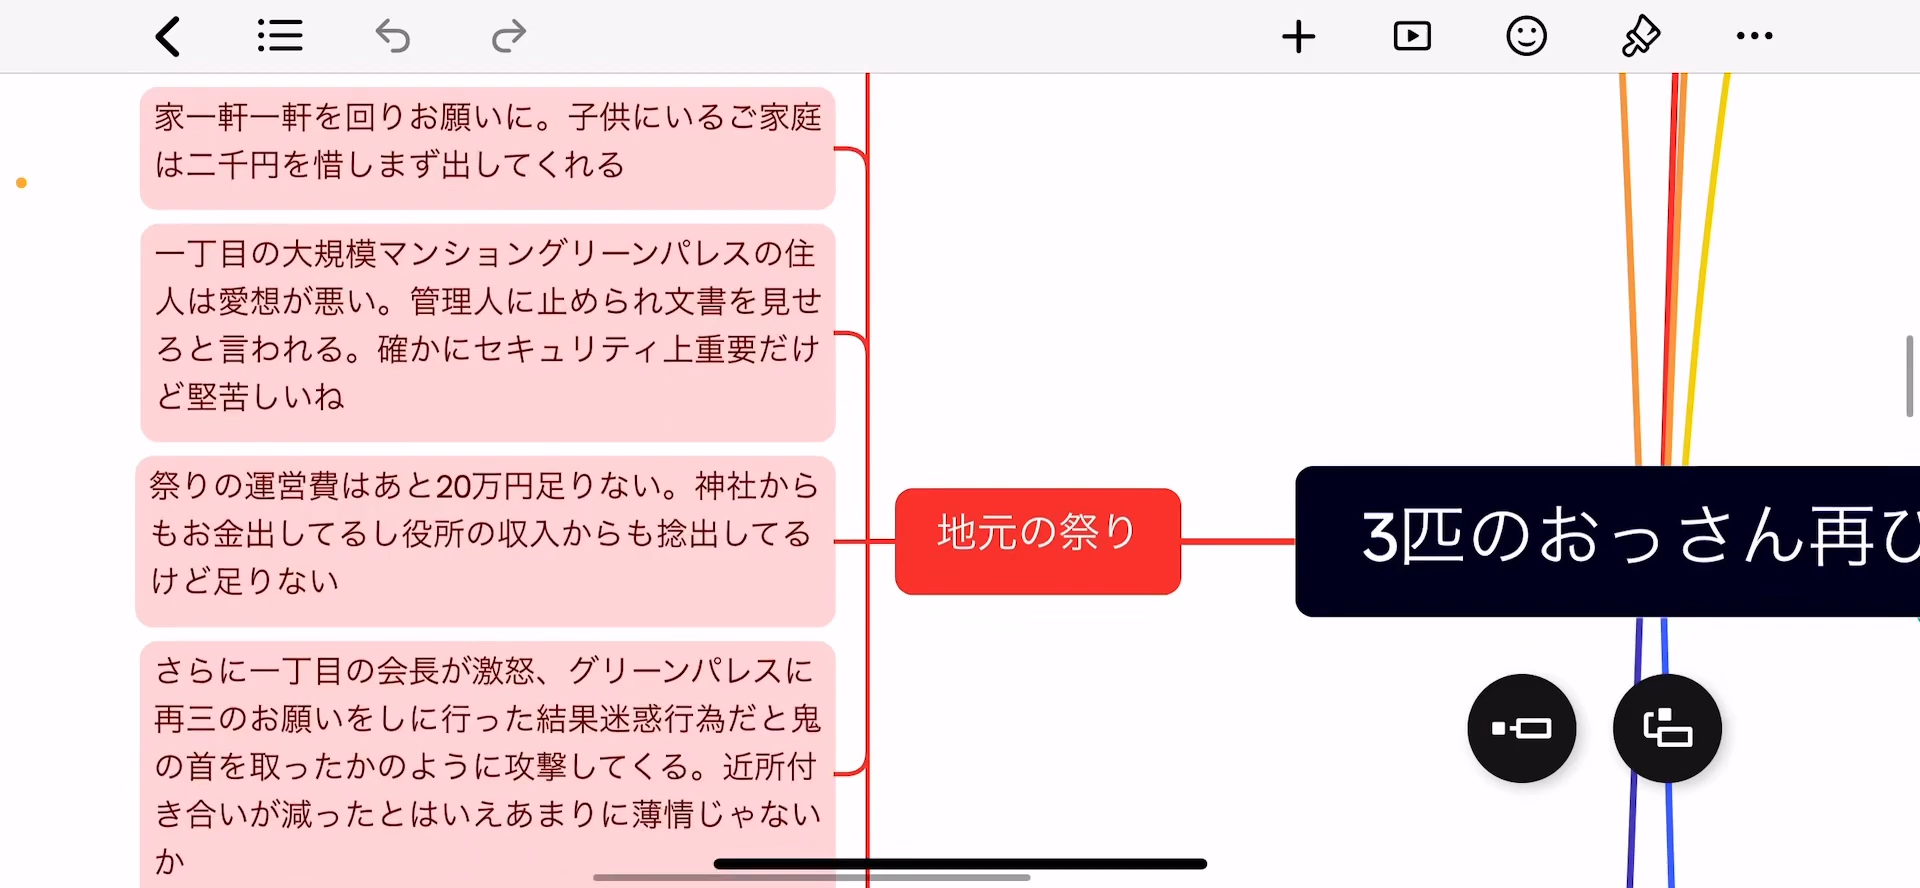 家一軒一軒を回りお願いに。子供にいるご家庭
は二千円を惜しまず出してくれる
一丁目の大規模マンショングリーンパレスの住
人は愛想が悪い。管理人に止められ文書を見せ
ろと言われる。確かにセキュリティ上重要だけ
ど堅苦しいね
祭りの運営費はあと20万円足りない。神社から
もお金出してるし役所の収入からも捻出してる
けど足りない
さらに一丁目の会長が激怒、グリーンパレスに
再三のお願いをしに行った結果迷惑行為だと鬼
の首を取ったかのように攻撃してくる。近所付
き合いが減ったとはいえあまりに薄情じゃない
か
地元の祭り
3匹のおっさん再び